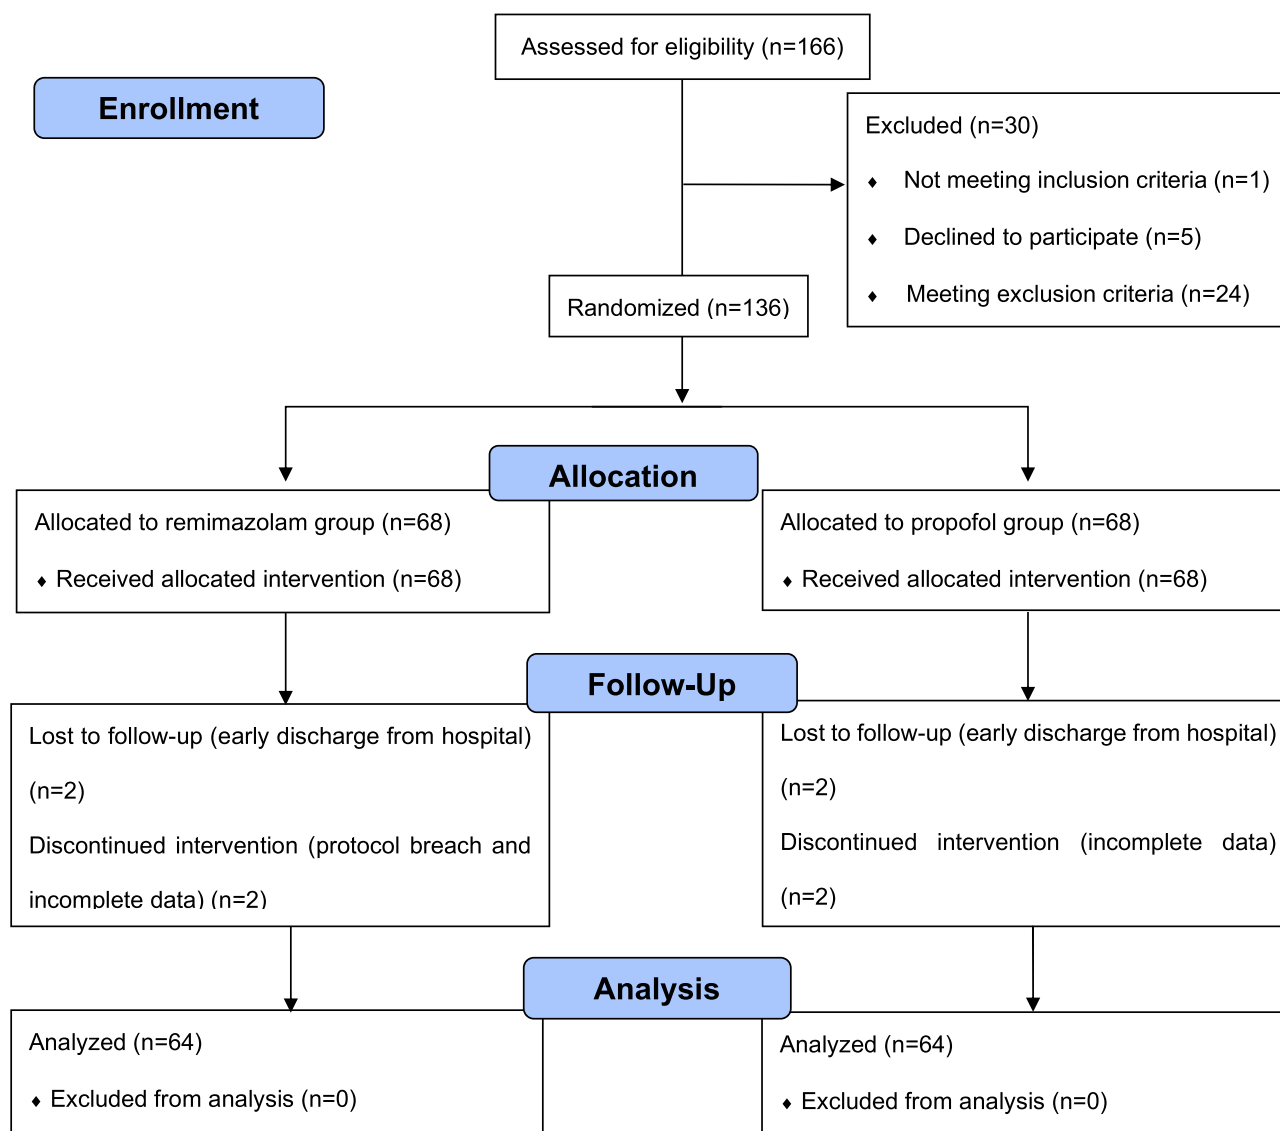 Assessed for eligibility (n=166)
Enrollment
Excluded (n=30)
♦ Not meeting inclusion criteria (n=1)
♦ Declined to participate (n=5)
♦ Meeting exclusion criteria (n=24)
Randomized (n=136)
Allocation
Allocated to remimazolam group (n=68)
♦ Received allocated intervention (n=68)
Allocated to propofol group (n=68)
♦ Received allocated intervention (n=68)
Follow-Up
Lost to follow-up (early discharge from hospital)
(n=2)
Discontinued intervention (protocol breach and
incomplete data) (n=2)
Lost to follow-up (early discharge from hospital)
(n=2)
Discontinued intervention (incomplete data)
(n=2)
Analysis
Analyzed (n=64)
♦ Excluded from analysis (n=0)
Analyzed (n=64)
♦ Excluded from analysis (n=0)